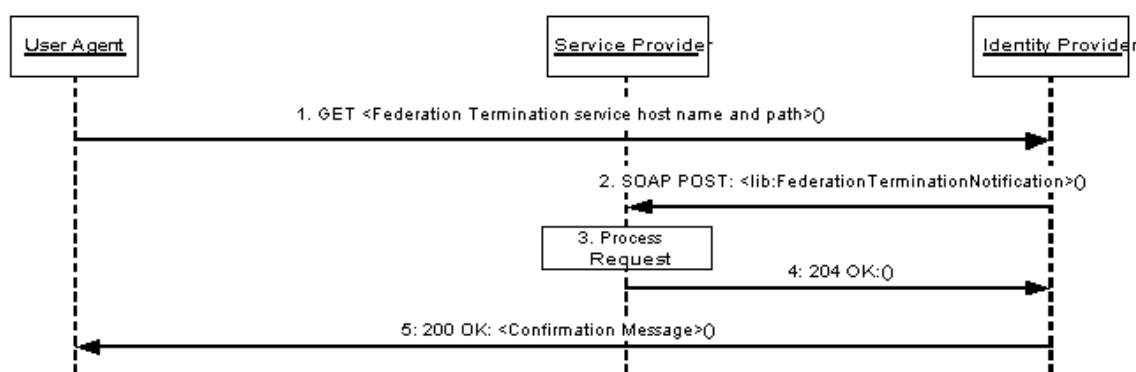 User Agent
Service Provider
Identity Provider
1. GET <Federation Termination service host name and path>()
2. SOAP POST: <lib:FederationTerminationNotification>()
3. Process
Request
4: 204 OK:()
5: 200 OK: <Confirmation Message>()